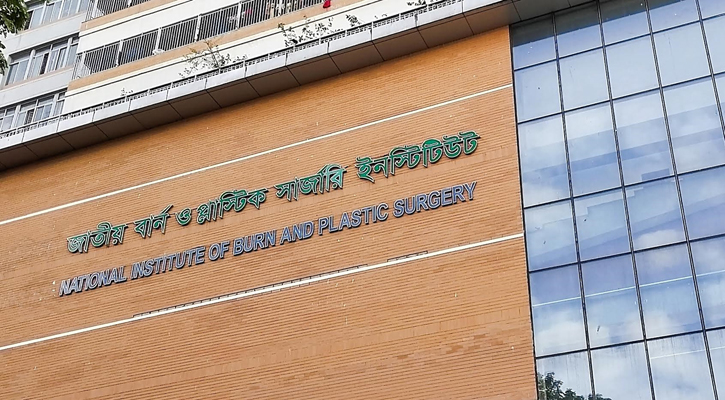 জাতীয় বার্ন ও প্লাস্টিক সার্জারি ইনস্টিটিউট
NATIONAL INSTITUTE OF BURN AND PLASTIC SURGERY